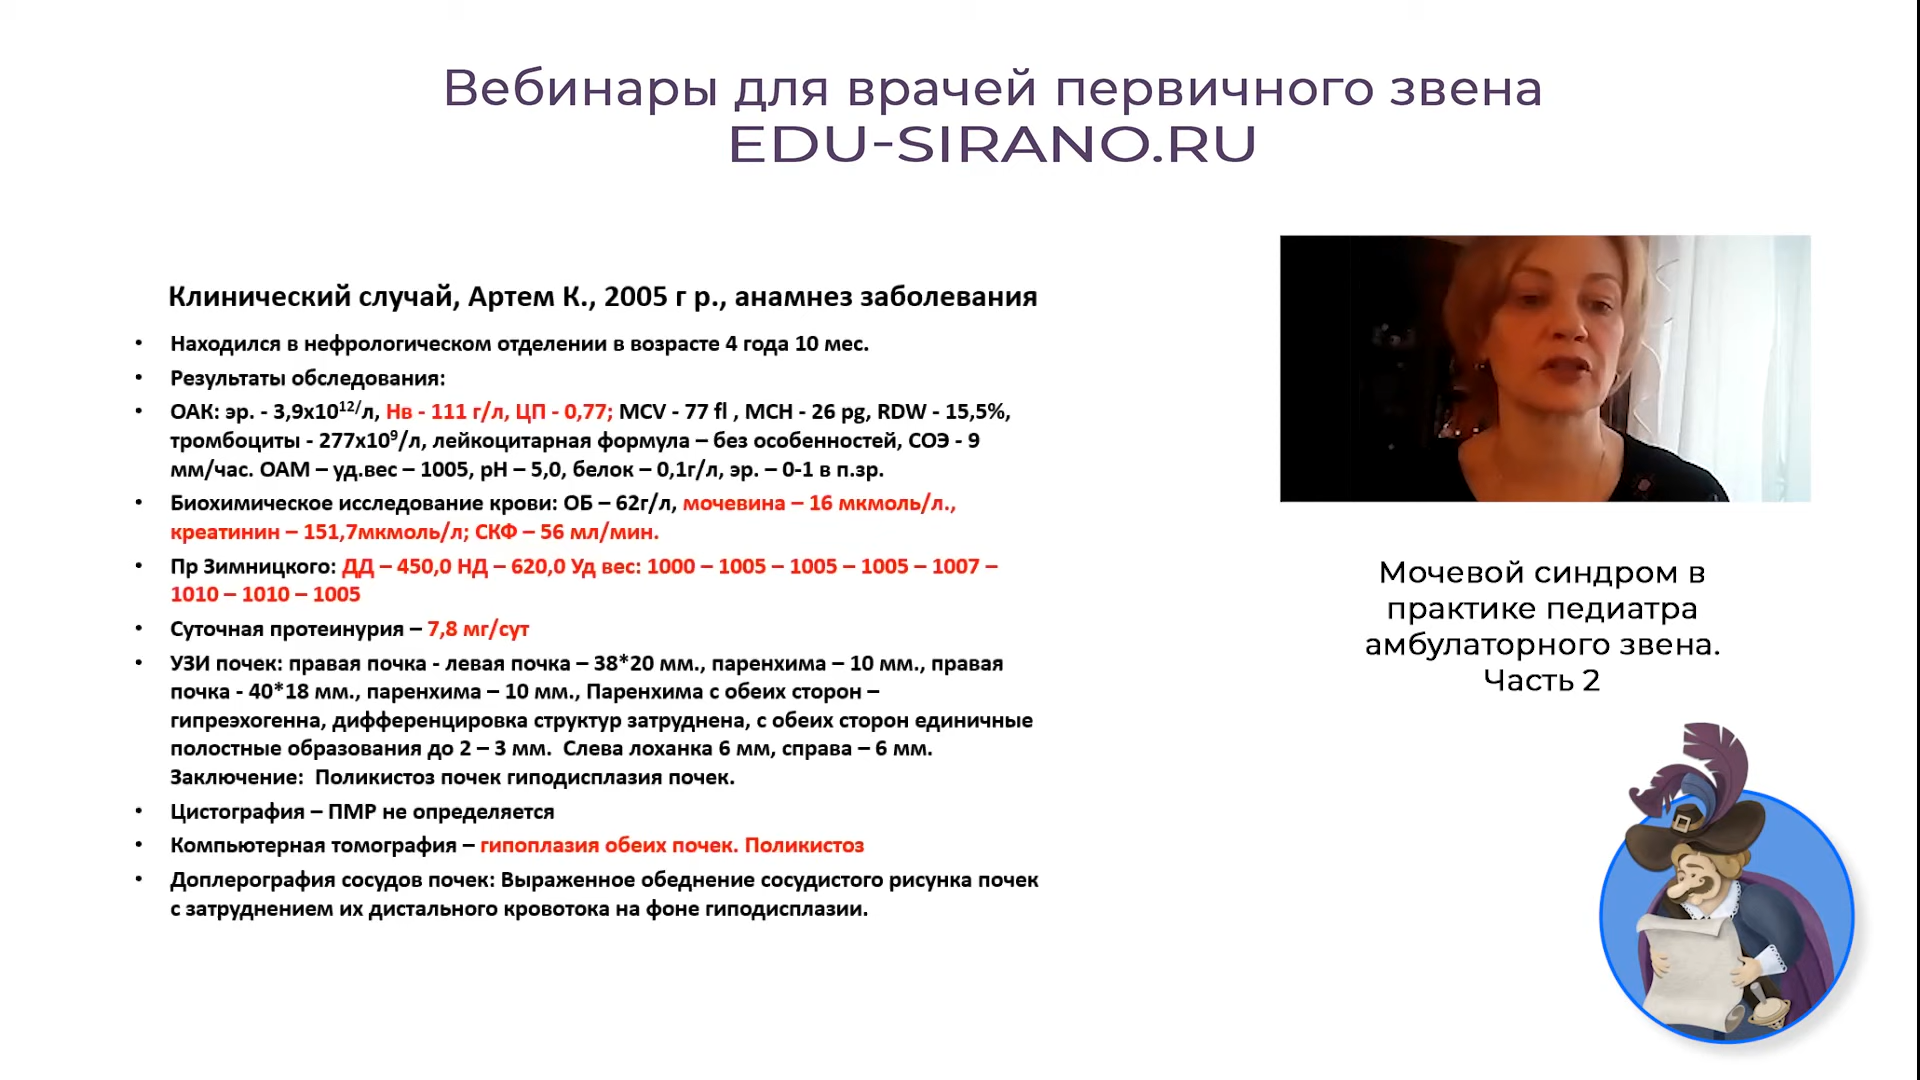 Вебинары для врачей первичного звена
EDU-SIRANO.RU
Клинический случай, Артем К., 2005 г р., анамнез заболевания
• Находился в нефрологическом отделении в возрасте 4 года 10 мес.
• Результаты обследования:
• ОАК: эр. - 3,9х10¹²/л, Нв - 111 г/л, ЦП - 0,77; MCV - 77 fl , MCH - 26 pg, RDW - 15,5%,
тромбоциты - 277х10⁹/л, лейкоцитарная формула – без особенностей, СОЭ - 9
мм/час. ОАМ – уд.вес – 1005, рН – 5,0, белок – 0,1г/л, эр. – 0-1 в п.зр.
• Биохимическое исследование крови: ОБ – 62г/л, мочевина – 16 мкмоль/л.,
креатинин – 151,7мкмоль/л; СКФ – 56 мл/мин.
• Пр Зимницкого: ДД – 450,0 НД – 620,0 Уд вес: 1000 – 1005 – 1005 – 1005 – 1007 –
1010 – 1010 – 1005
• Суточная протеинурия – 7,8 мг/сут
• УЗИ почек: правая почка - левая почка – 38*20 мм., паренхима – 10 мм., правая
почка - 40*18 мм., паренхима – 10 мм., Паренхима с обеих сторон –
гипреэхогенна, дифференцировка структур затруднена, с обеих сторон единичные
полостные образования до 2 – 3 мм. Слева лоханка 6 мм, справа – 6 мм.
Заключение: Поликистоз почек гиподисплазия почек.
• Цистография – ПМР не определяется
• Компьютерная томография – гипоплазия обеих почек. Поликистоз
• Доплерография сосудов почек: Выраженное обеднение сосудистого рисунка почек
с затруднением их дистального кровотока на фоне гиподисплазии.
Мочевой синдром в
практике педиатра
амбулаторного звена.
Часть 2